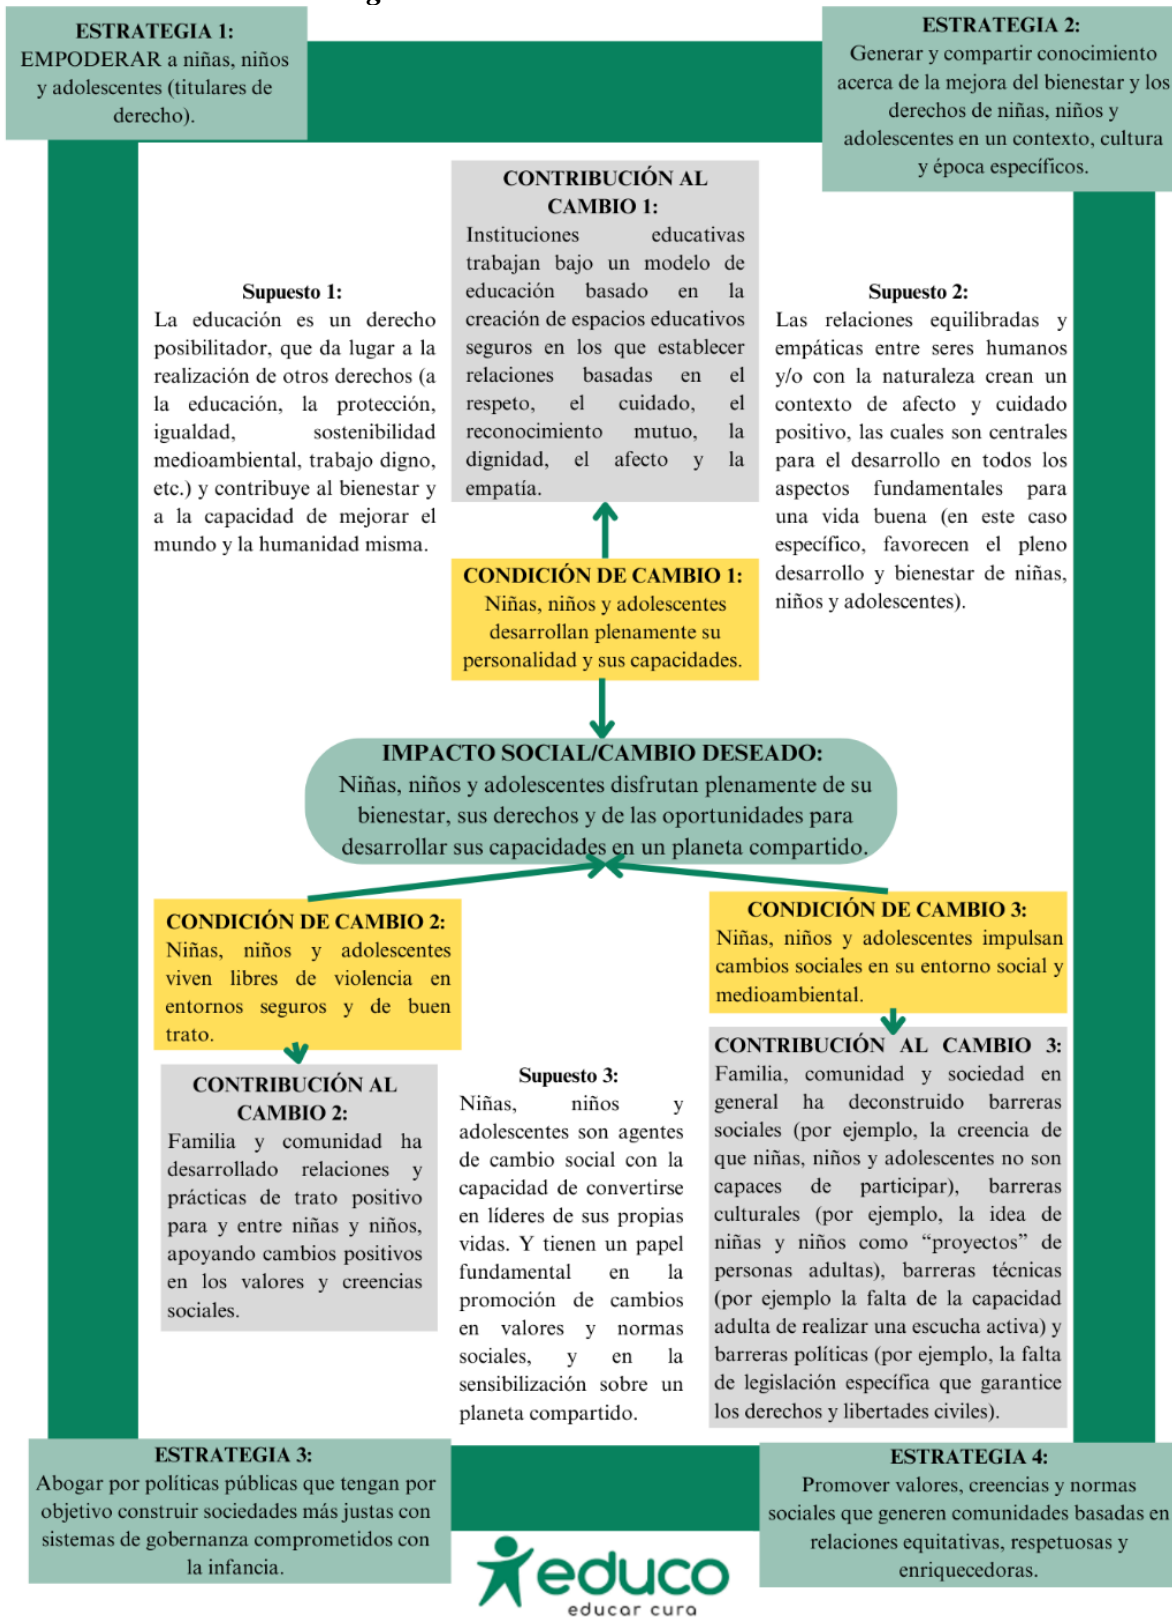 ESTRATEGIA 1:
EMPODERAR a niñas, niños
y adolescentes (titulares de
derecho).
ESTRATEGIA 2:
Generar y compartir conocimiento
acerca de la mejora del bienestar y los
derechos de niñas, niños y
adolescentes en un contexto, cultura
y época específicos.
CONTRIBUCIÓN AL
CAMBIO 1:
Instituciones educativas
trabajan bajo un modelo de
educación basado en la
creación de espacios educativos
seguros en los que establecer
relaciones basadas en el
respeto, el cuidado, el
reconocimiento mutuo, la
dignidad, el afecto y la
empatía.
Supuesto 1:
La educación es un derecho
posibilitador, que da lugar a la
realización de otros derechos (a
la educación, la protección,
igualdad, sostenibilidad
medioambiental, trabajo digno,
etc.) y contribuye al bienestar y
a la capacidad de mejorar el
mundo y la humanidad misma.
Supuesto 2:
Las relaciones equilibradas y
empáticas entre seres humanos
y/o con la naturaleza crean un
contexto de afecto y cuidado
positivo, las cuales son centrales
para el desarrollo en todos los
aspectos fundamentales para
una vida buena (en este caso
específico, favorecen el pleno
desarrollo y bienestar de niñas,
niños y adolescentes).
CONDICIÓN DE CAMBIO 1:
Niñas, niños y adolescentes
desarrollan plenamente su
personalidad y sus capacidades.
IMPACTO SOCIAL/CAMBIO DESEADO:
Niñas, niños y adolescentes disfrutan plenamente de su
bienestar, sus derechos y de las oportunidades para
desarrollar sus capacidades en un planeta compartido.
CONDICIÓN DE CAMBIO 2:
Niñas, niños y adolescentes
viven libres de violencia en
entornos seguros y de buen
trato.
CONDICIÓN DE CAMBIO 3:
Niñas, niños y adolescentes impulsan
cambios sociales en su entorno social y
medioambiental.
CONTRIBUCIÓN AL
CAMBIO 2:
Familia y comunidad ha
desarrollado relaciones y
prácticas de trato positivo
para y entre niñas y niños,
apoyando cambios positivos
en los valores y creencias
sociales.
Supuesto 3:
Niñas, niños y
adolescentes son agentes
de cambio social con la
capacidad de convertirse
en líderes de sus propias
vidas. Y tienen un papel
fundamental en la
promoción de cambios
en valores y normas
sociales, y en la
sensibilización sobre un
planeta compartido.
CONTRIBUCIÓN AL CAMBIO 3:
Familia, comunidad y sociedad en
general ha deconstruido barreras
sociales (por ejemplo, la creencia de
que niñas, niños y adolescentes no son
capaces de participar), barreras
culturales (por ejemplo, la idea de
niñas y niños como “proyectos” de
personas adultas), barreras técnicas
(por ejemplo la falta de la capacidad
adulta de realizar una escucha activa) y
barreras políticas (por ejemplo, la falta
de legislación específica que garantice
los derechos y libertades civiles).
ESTRATEGIA 3:
Abogar por políticas públicas que tengan por
objetivo construir sociedades más justas con
sistemas de gobernanza comprometidos con
la infancia.
ESTRATEGIA 4:
Promover valores, creencias y normas
sociales que generen comunidades basadas en
relaciones equitativas, respetuosas y
enriquecedoras.
educo
educar cura